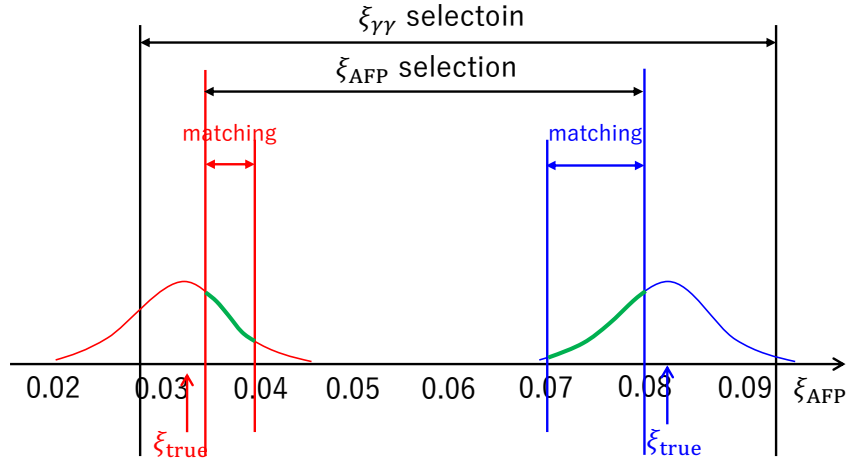 ξγγ selectoin
ξAFP selection
matching
matching
0.02 0.03 0.04 0.05 0.06 0.07 0.08 0.09 ξAFP
ξtrue
ξtrue